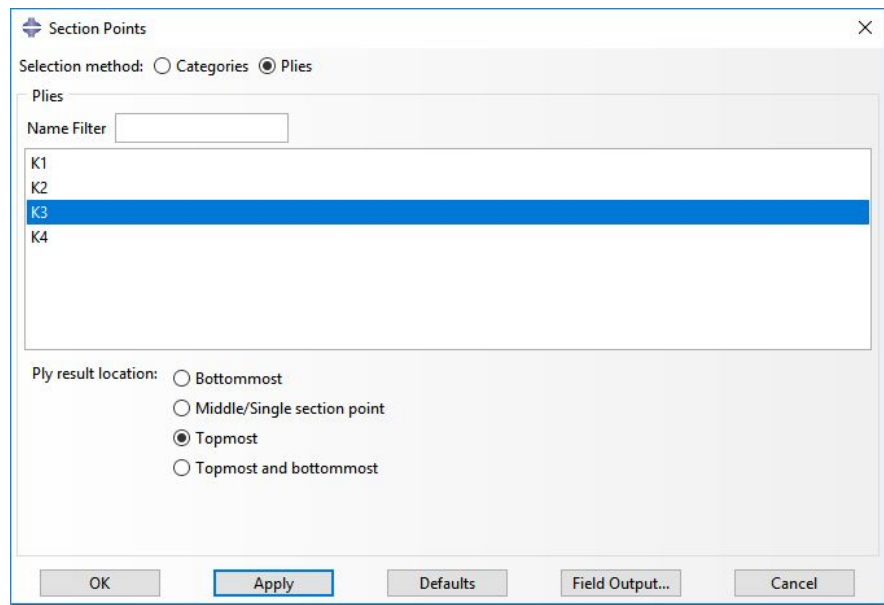 Section Points
Selection method: Categories Plies
Plies
Name Filter
K1
K2
K3
K4
Ply result location: Bottommost
Middle/Single section point
Topmost
Topmost and bottommost
OK Apply Defaults Field Output... Cancel